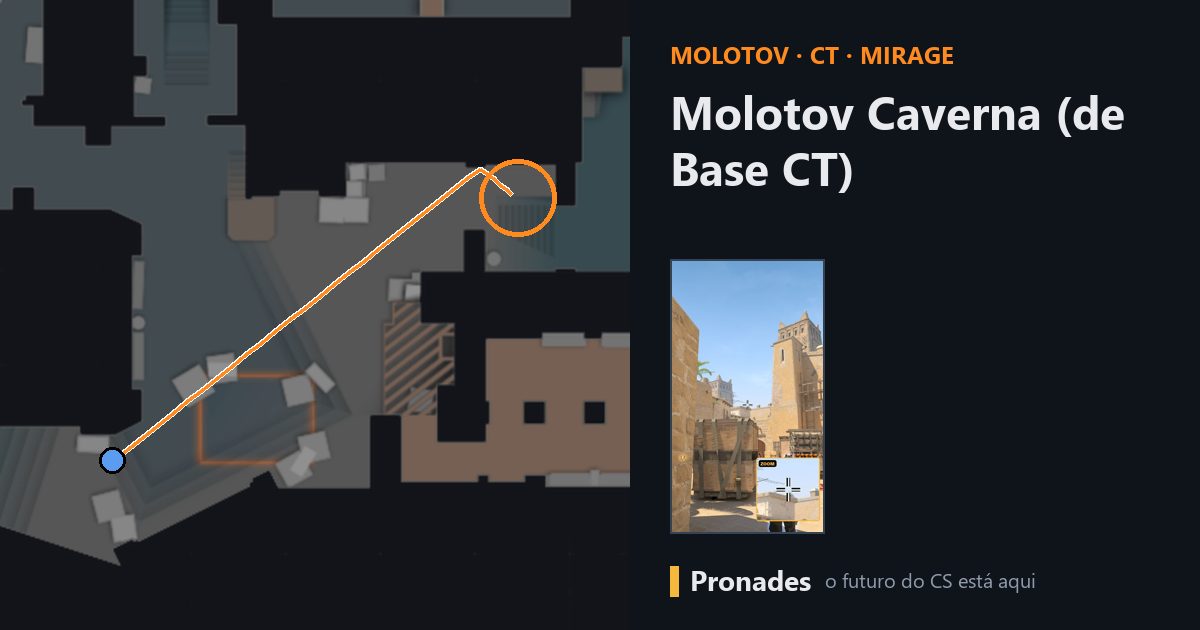 MOLOTOV · CT · MIRAGE
Molotov Caverna (de
Base CT)
ZOOM
Pronades o futuro do CS está aqui